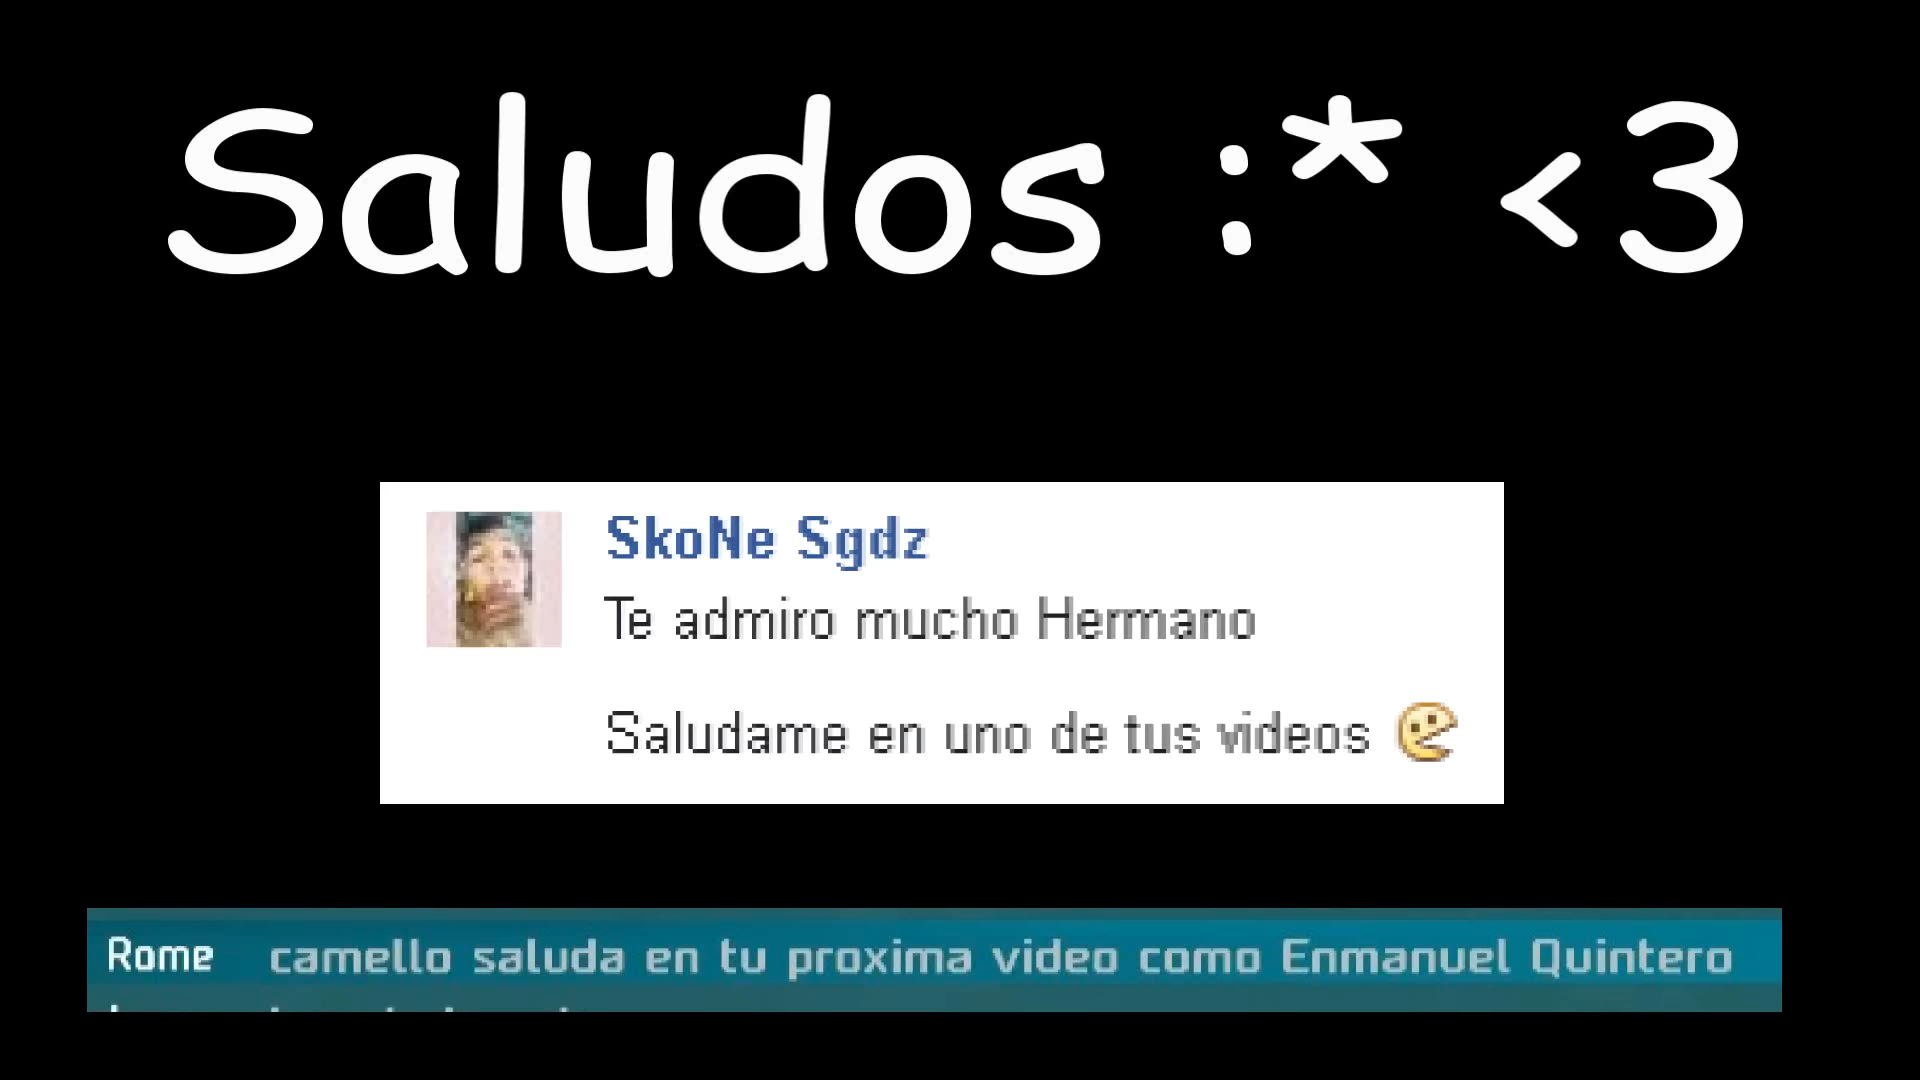 Saludos :* <3
SkoNe Sgdz
Te admiro mucho Hermano
Saludame en uno de tus videos
Rome camello saluda en tu proxima video como Enmanuel Quintero